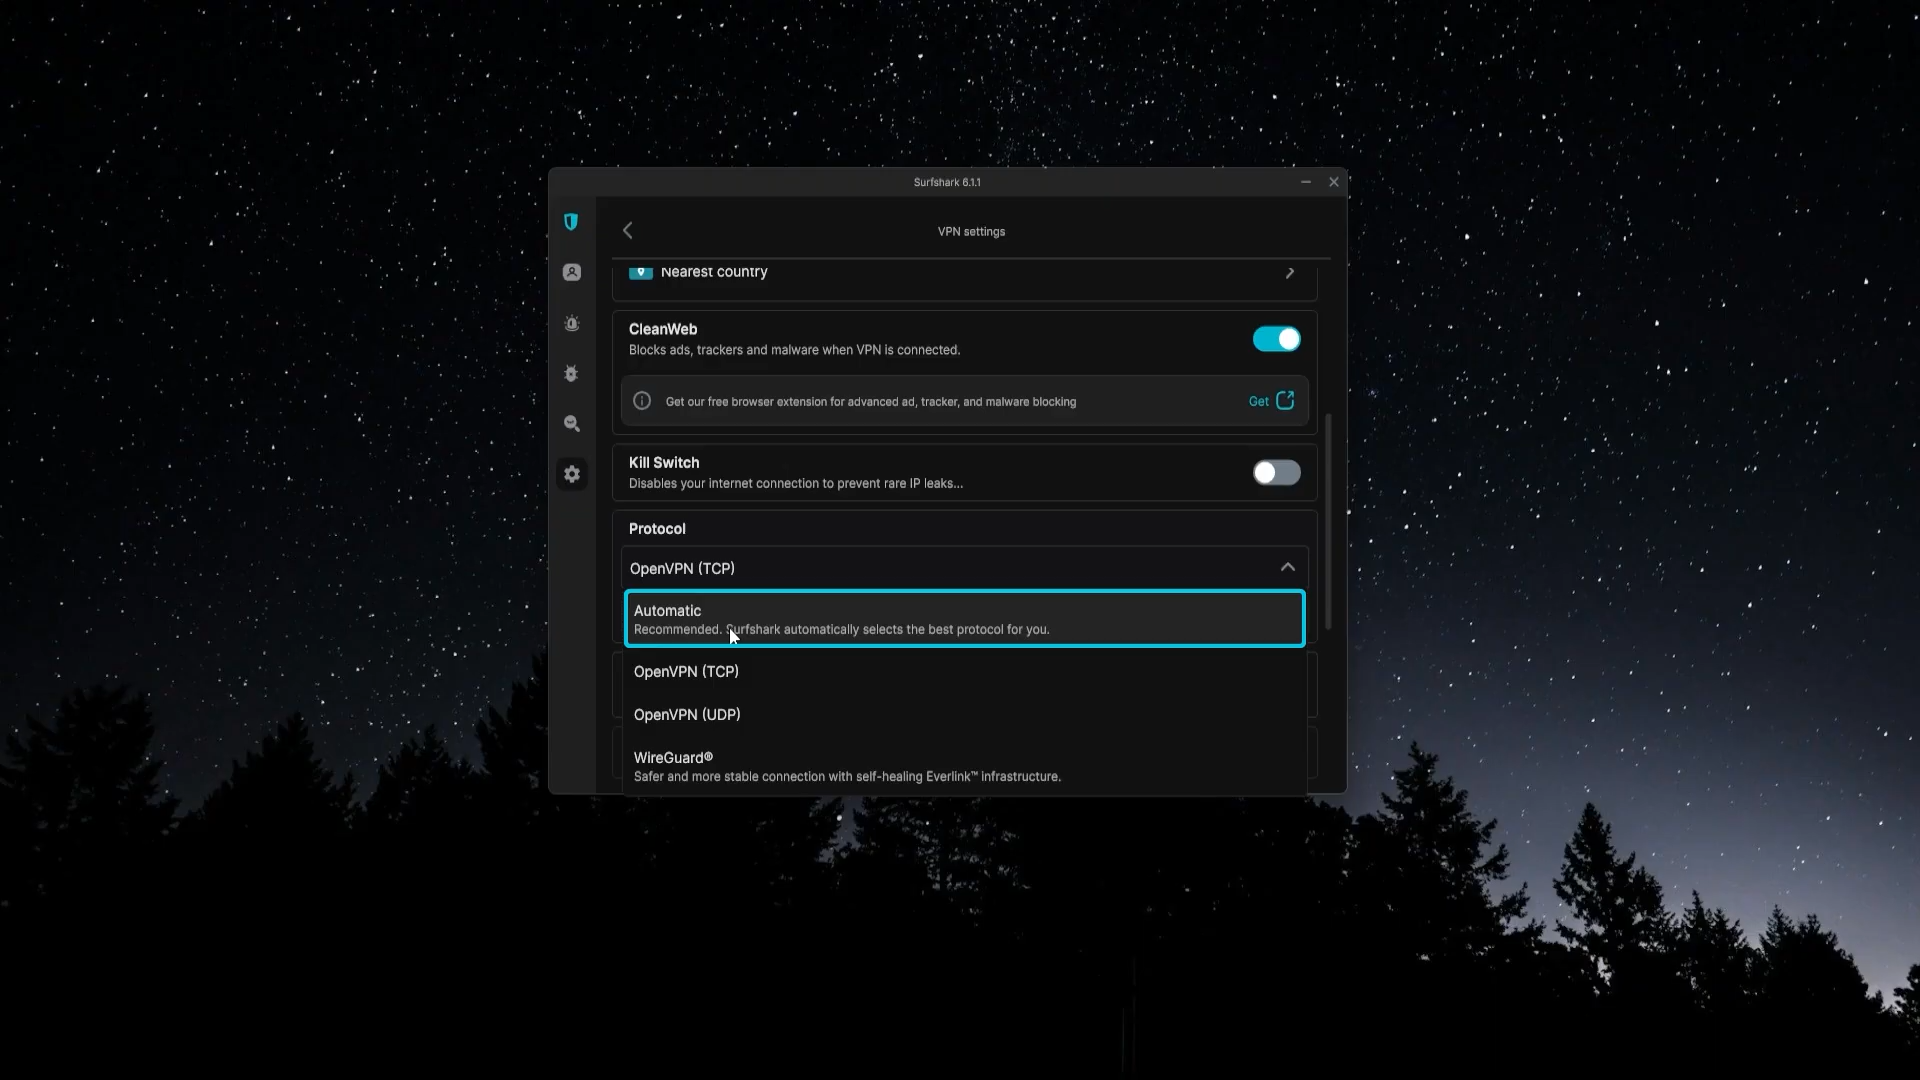 Surfshark 6.1.1
VPN settings
Nearest country
CleanWeb
Blocks ads, trackers and malware when VPN is connected.
Get our free browser extension for advanced ad, tracker, and malware blocking
Get
Kill Switch
Disables your internet connection to prevent rare IP leaks...
Protocol
OpenVPN (TCP)
Automatic
Recommended. Surfshark automatically selects the best protocol for you.
OpenVPN (TCP)
OpenVPN (UDP)
WireGuard®
Safer and more stable connection with self-healing Everlink™ infrastructure.